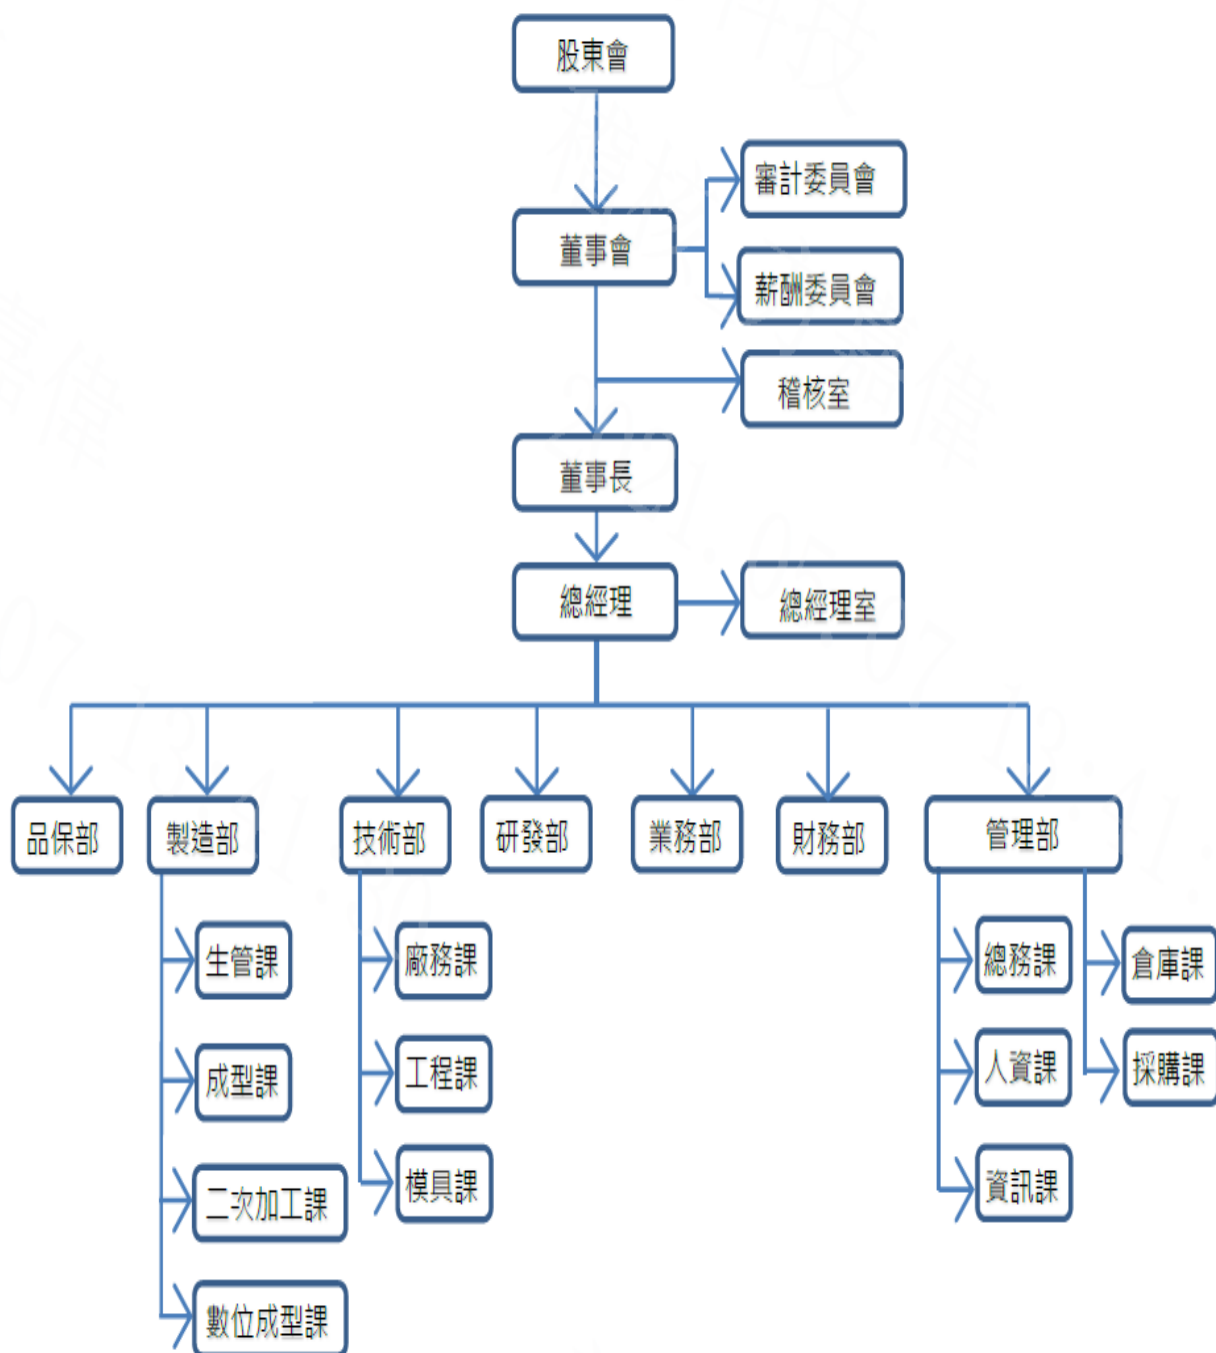 股東會
審計委員會
董事會
薪酬委員會
稽核室
董事長
總經理
總經理室
品保部
製造部
技術部
研發部
業務部
財務部
管理部
生管課
成型課
二次加工課
數位成型課
廠務課
工程課
模具課
總務課
人資課
資訊課
倉庫課
採購課